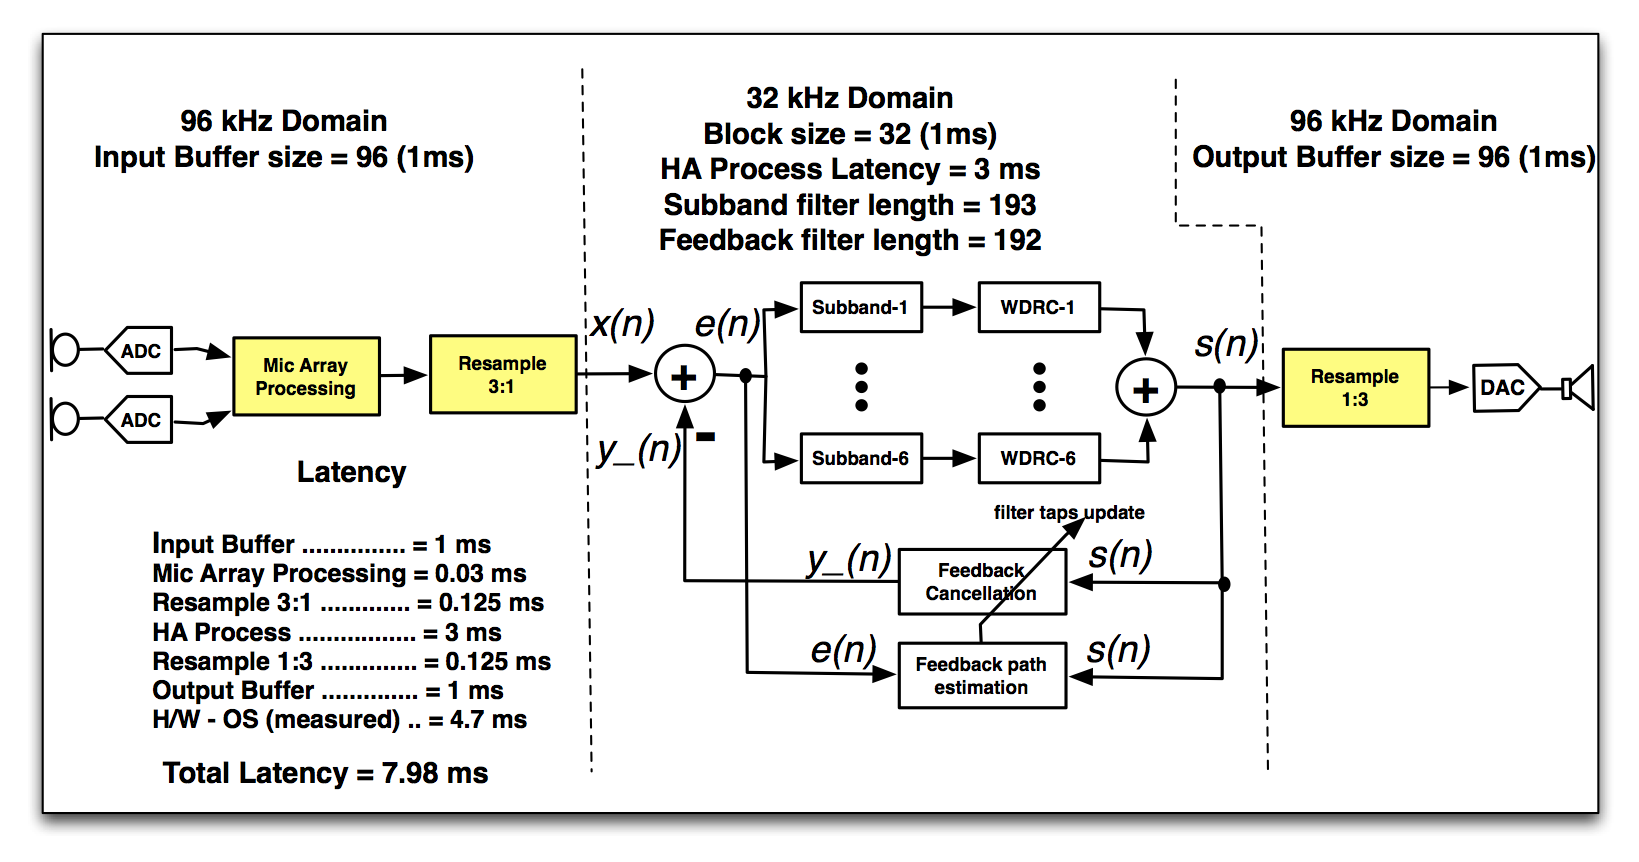 96 kHz Domain
Input Buffer size = 96 (1ms)
32 kHz Domain
Block size = 32 (1ms)
HA Process Latency = 3 ms
Subband filter length = 193
Feedback filter length = 192
96 kHz Domain
Output Buffer size = 96 (1ms)
ADC
ADC
Mic Array
Processing
Resample
3:1
x(n)
+
e(n)
y_(n)
-
Subband-1
WDRC-1
Subband-6
WDRC-6
+
s(n)
Resample
1:3
DAC
filter taps update
y_(n)
Feedback
Cancellation
s(n)
e(n)
Feedback path
estimation
s(n)
Latency
Input Buffer ............... = 1 ms
Mic Array Processing = 0.03 ms
Resample 3:1 ............. = 0.125 ms
HA Process ................. = 3 ms
Resample 1:3 .............. = 0.125 ms
Output Buffer .............. = 1 ms
H/W - OS (measured) .. = 4.7 ms
Total Latency = 7.98 ms